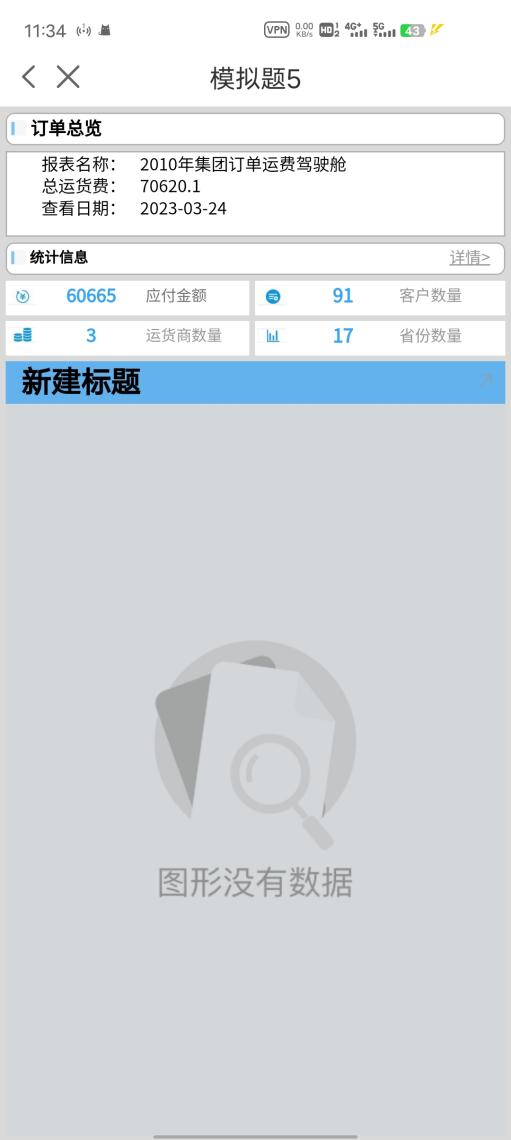 11:34 VPN 0.00 KB/s HD 1 2 4G+ 5G 43
模拟题5
订单总览
报表名称： 2010年集团订单运费驾驶舱
总运货费： 70620.1
查看日期： 2023-03-24
统计信息 详情>
60665 应付金额 91 客户数量
3 运货商数量 17 省份数量
新建标题
图形没有数据